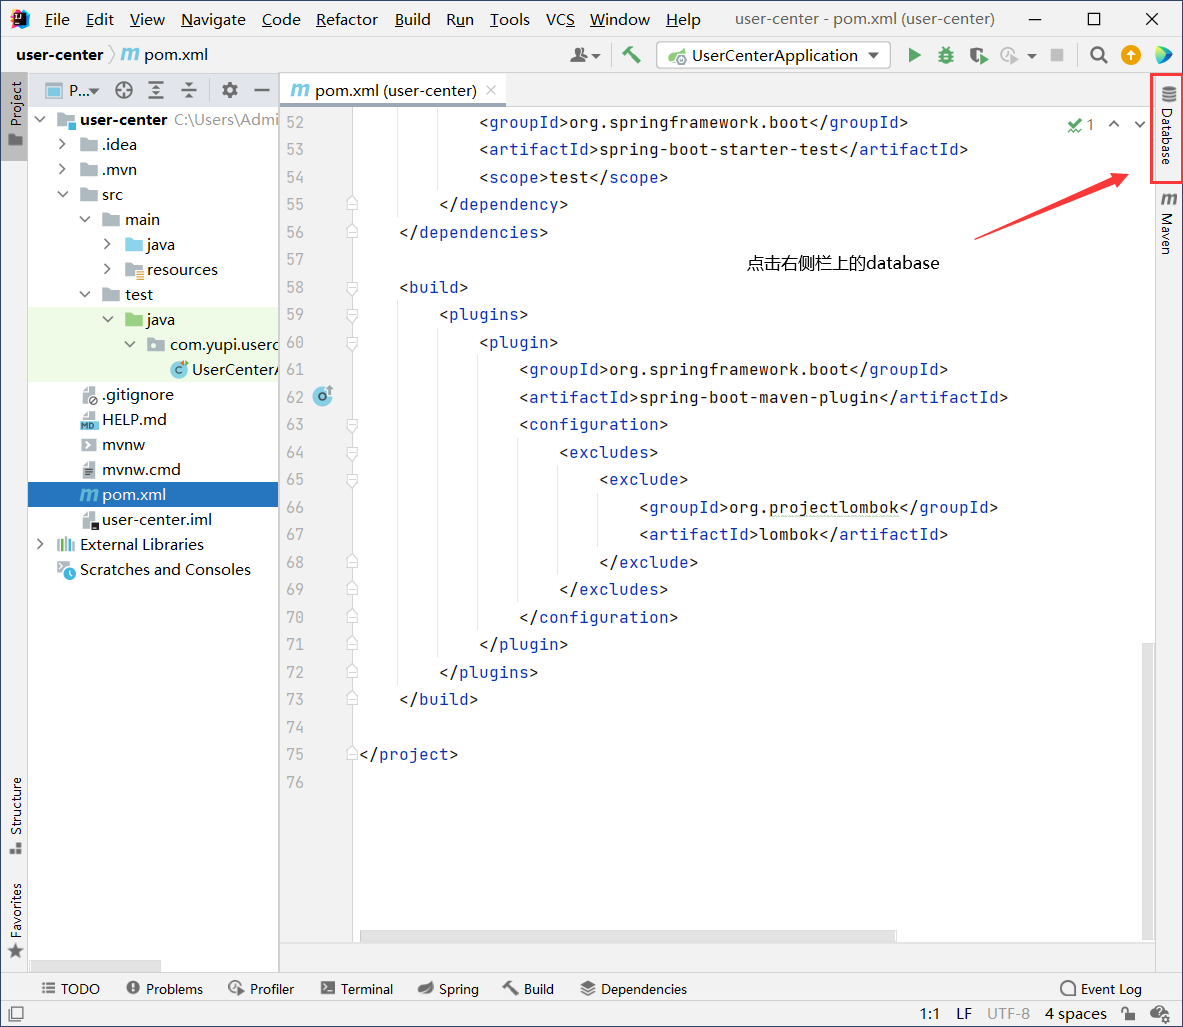 File Edit View Navigate Code Refactor Build Run Tools VCS Window Help user-center - pom.xml (user-center)
user-center pom.xml UserCenterApplication
Project
P...
pom.xml (user-center)
user-center C:\Users\Admi
.idea
.mvn
src
main
java
resources
test
java
com.yupi.userc
UserCenterA
.gitignore
HELP.md
mvnw
mvnw.cmd
pom.xml
user-center.iml
External Libraries
Scratches and Consoles
Structure
Favorites
52 <groupId>org.springframework.boot</groupId>
53 <artifactId>spring-boot-starter-test</artifactId>
54 <scope>test</scope>
55 </dependency>
56 </dependencies>
57
58 <build>
59 <plugins>
60 <plugin>
61 <groupId>org.springframework.boot</groupId>
62 <artifactId>spring-boot-maven-plugin</artifactId>
63 <configuration>
64 <excludes>
65 <exclude>
66 <groupId>org.projectlombok</groupId>
67 <artifactId>lombok</artifactId>
68 </exclude>
69 </excludes>
70 </configuration>
71 </plugin>
72 </plugins>
73 </build>
74
75 </project>
76
1
点击右侧栏上的database
Database
Maven
TODO Problems Profiler Terminal Spring Build Dependencies Event Log
1:1 LF UTF-8 4 spaces